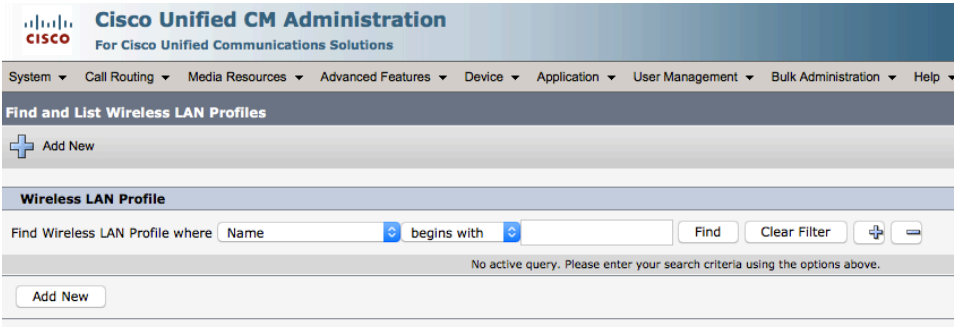 Cisco Unified CM Administration
CISCO
For Cisco Unified Communications Solutions
System Call Routing Media Resources Advanced Features Device Application User Management Bulk Administration Help
Find and List Wireless LAN Profiles
Add New
Wireless LAN Profile
Find Wireless LAN Profile where Name begins with Find Clear Filter
No active query. Please enter your search criteria using the options above.
Add New